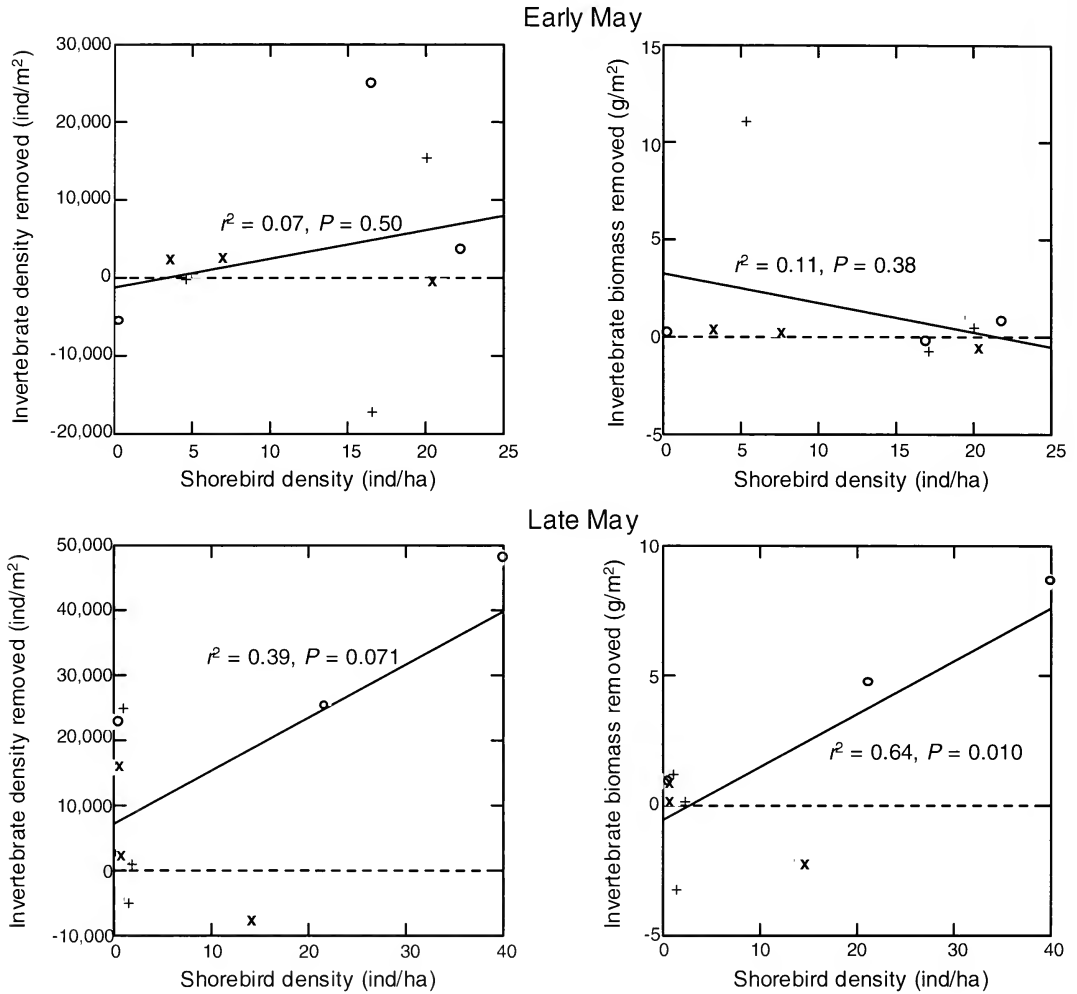 Early May
Invertebrate density removed (ind/m²)
30,000
20,000
10,000
0
-10,000
-20,000
r² = 0.07, P = 0.50
0 5 10 15 20 25
Shorebird density (ind/ha)
Invertebrate biomass removed (g/m²)
15
10
5
0
-5
r² = 0.11, P = 0.38
0 5 10 15 20 25
Shorebird density (ind/ha)
Late May
Invertebrate density removed (ind/m²)
50,000
40,000
30,000
20,000
10,000
0
-10,000
r² = 0.39, P = 0.071
0 10 20 30 40
Shorebird density (ind/ha)
Invertebrate biomass removed (g/m²)
10
5
0
-5
r² = 0.64, P = 0.010
0 10 20 30 40
Shorebird density (ind/ha)